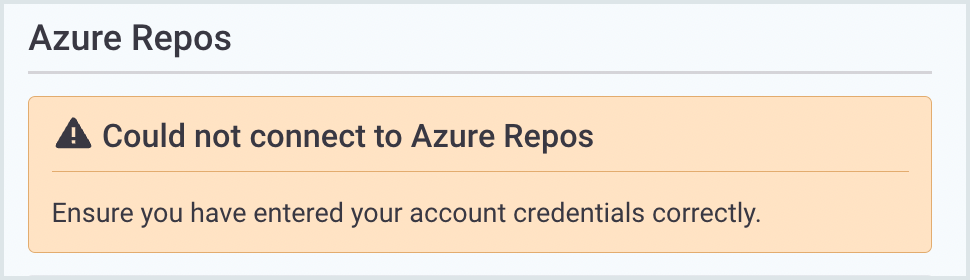 Azure Repos
Could not connect to Azure Repos
Ensure you have entered your account credentials correctly.